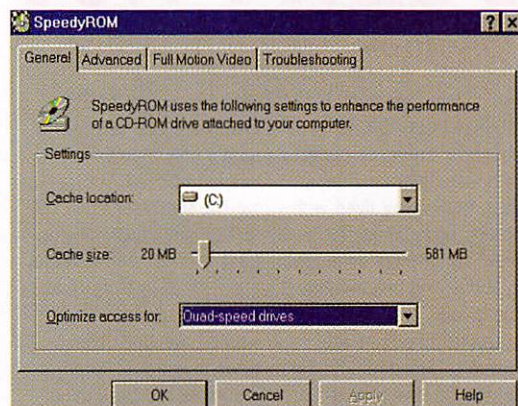 SpeedyROM
General Advanced Full Motion Video Troubleshooting
SpeedyROM uses the following settings to enhance the performance
of a CD-ROM drive attached to your computer.
Settings
Cache location: (C:)
Cache size: 20 MB 581 MB
Optimize access for: Quad-speed drives
OK Cancel Apply Help